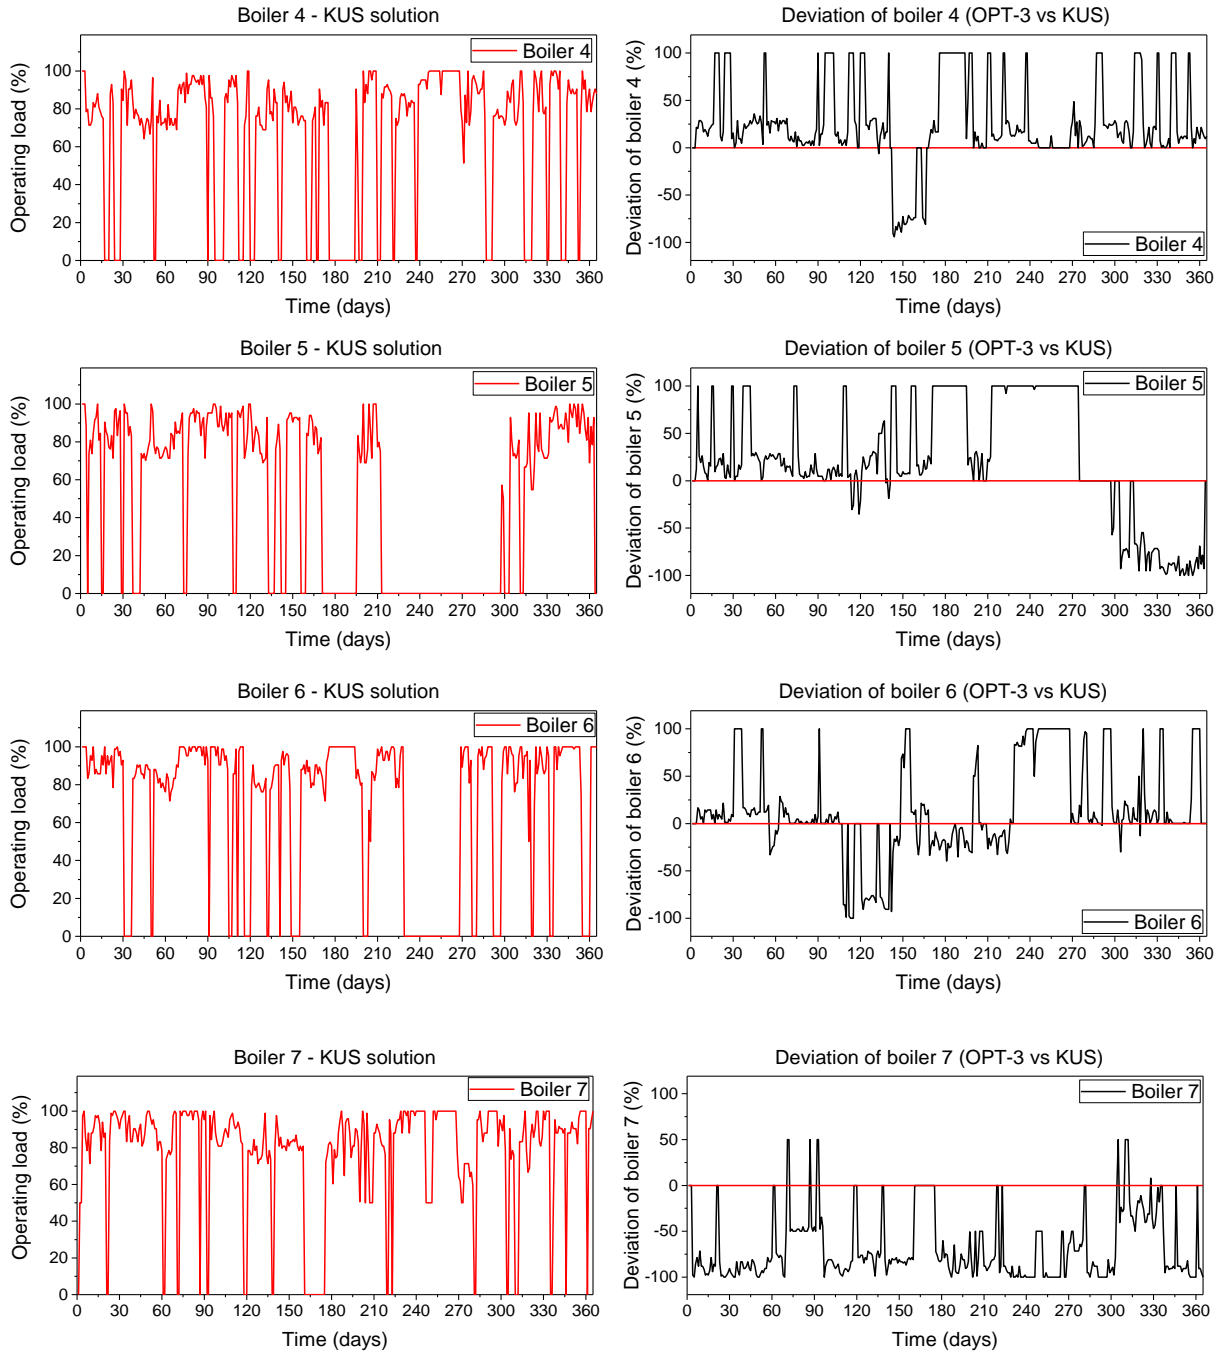 Boiler 4 - KUS solution
Boiler 4
100
80
60
40
20
0
Operating load (%)
0 30 60 90 120 150 180 210 240 270 300 330 360
Time (days)
Deviation of boiler 4 (OPT-3 vs KUS)
100
50
0
-50
-100
Deviation of boiler 4 (%)
Boiler 4
0 30 60 90 120 150 180 210 240 270 300 330 360
Time (days)
Boiler 5 - KUS solution
Boiler 5
100
80
60
40
20
0
Operating load (%)
0 30 60 90 120 150 180 210 240 270 300 330 360
Time (days)
Deviation of boiler 5 (OPT-3 vs KUS)
Boiler 5
100
50
0
-50
-100
Deviation of boiler 5 (%)
0 30 60 90 120 150 180 210 240 270 300 330 360
Time (days)
Boiler 6 - KUS solution
Boiler 6
100
80
60
40
20
0
Operating load (%)
0 30 60 90 120 150 180 210 240 270 300 330 360
Time (days)
Deviation of boiler 6 (OPT-3 vs KUS)
100
50
0
-50
-100
Deviation of boiler 6 (%)
Boiler 6
0 30 60 90 120 150 180 210 240 270 300 330 360
Time (days)
Boiler 7 - KUS solution
Boiler 7
100
80
60
40
20
0
Operating load (%)
0 30 60 90 120 150 180 210 240 270 300 330 360
Time (days)
Deviation of boiler 7 (OPT-3 vs KUS)
Boiler 7
100
50
0
-50
-100
Deviation of boiler 7 (%)
0 30 60 90 120 150 180 210 240 270 300 330 360
Time (days)